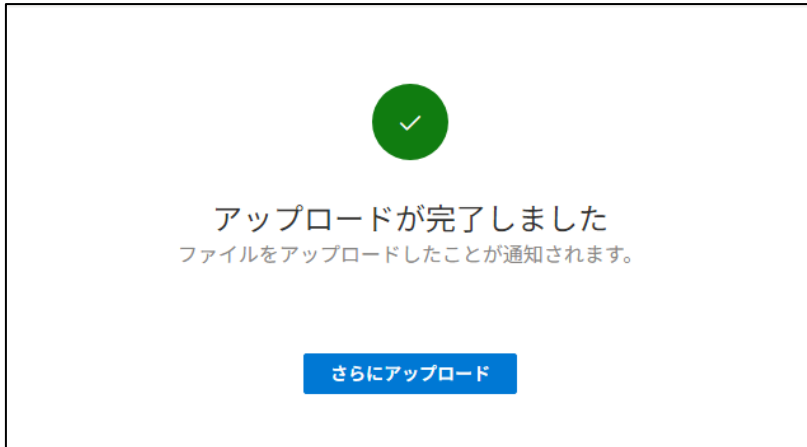 アップロードが完了しました
ファイルをアップロードしたことが通知されます。
さらにアップロード